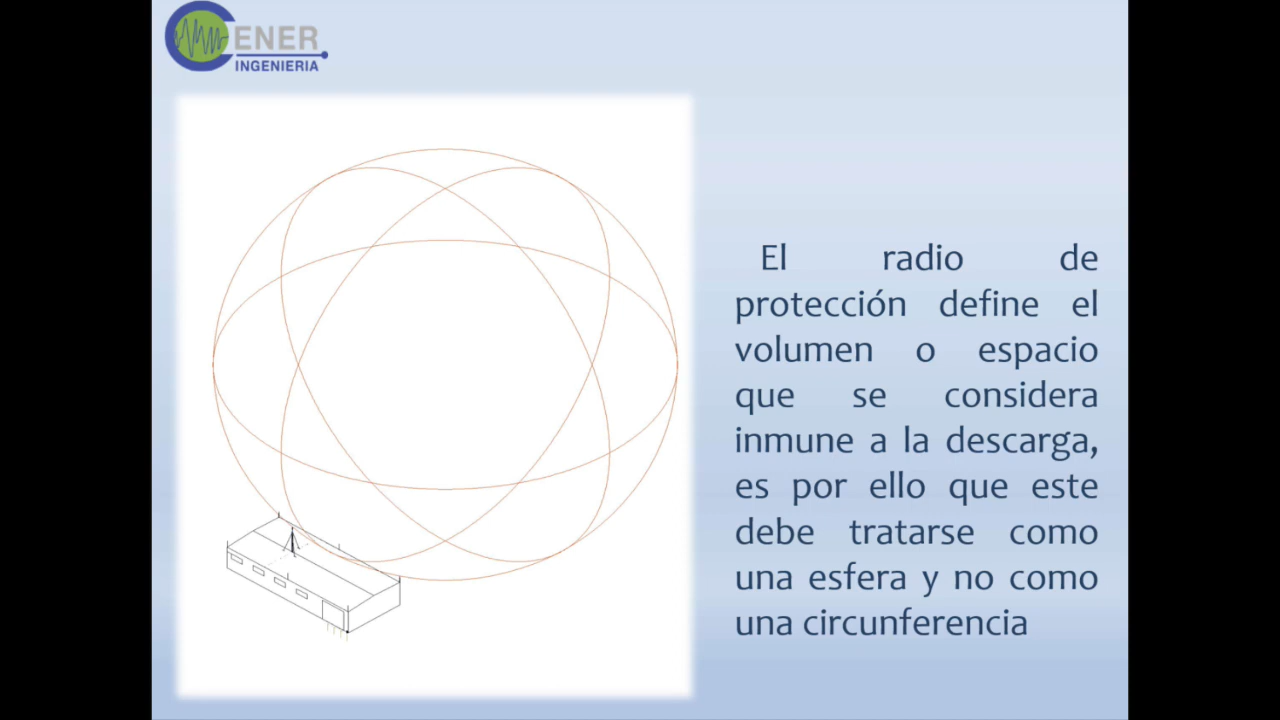 ENER
INGENIERIA
El radio de
protección define el
volumen o espacio
que se considera
inmune a la descarga,
es por ello que este
debe tratarse como
una esfera y no como
una circunferencia